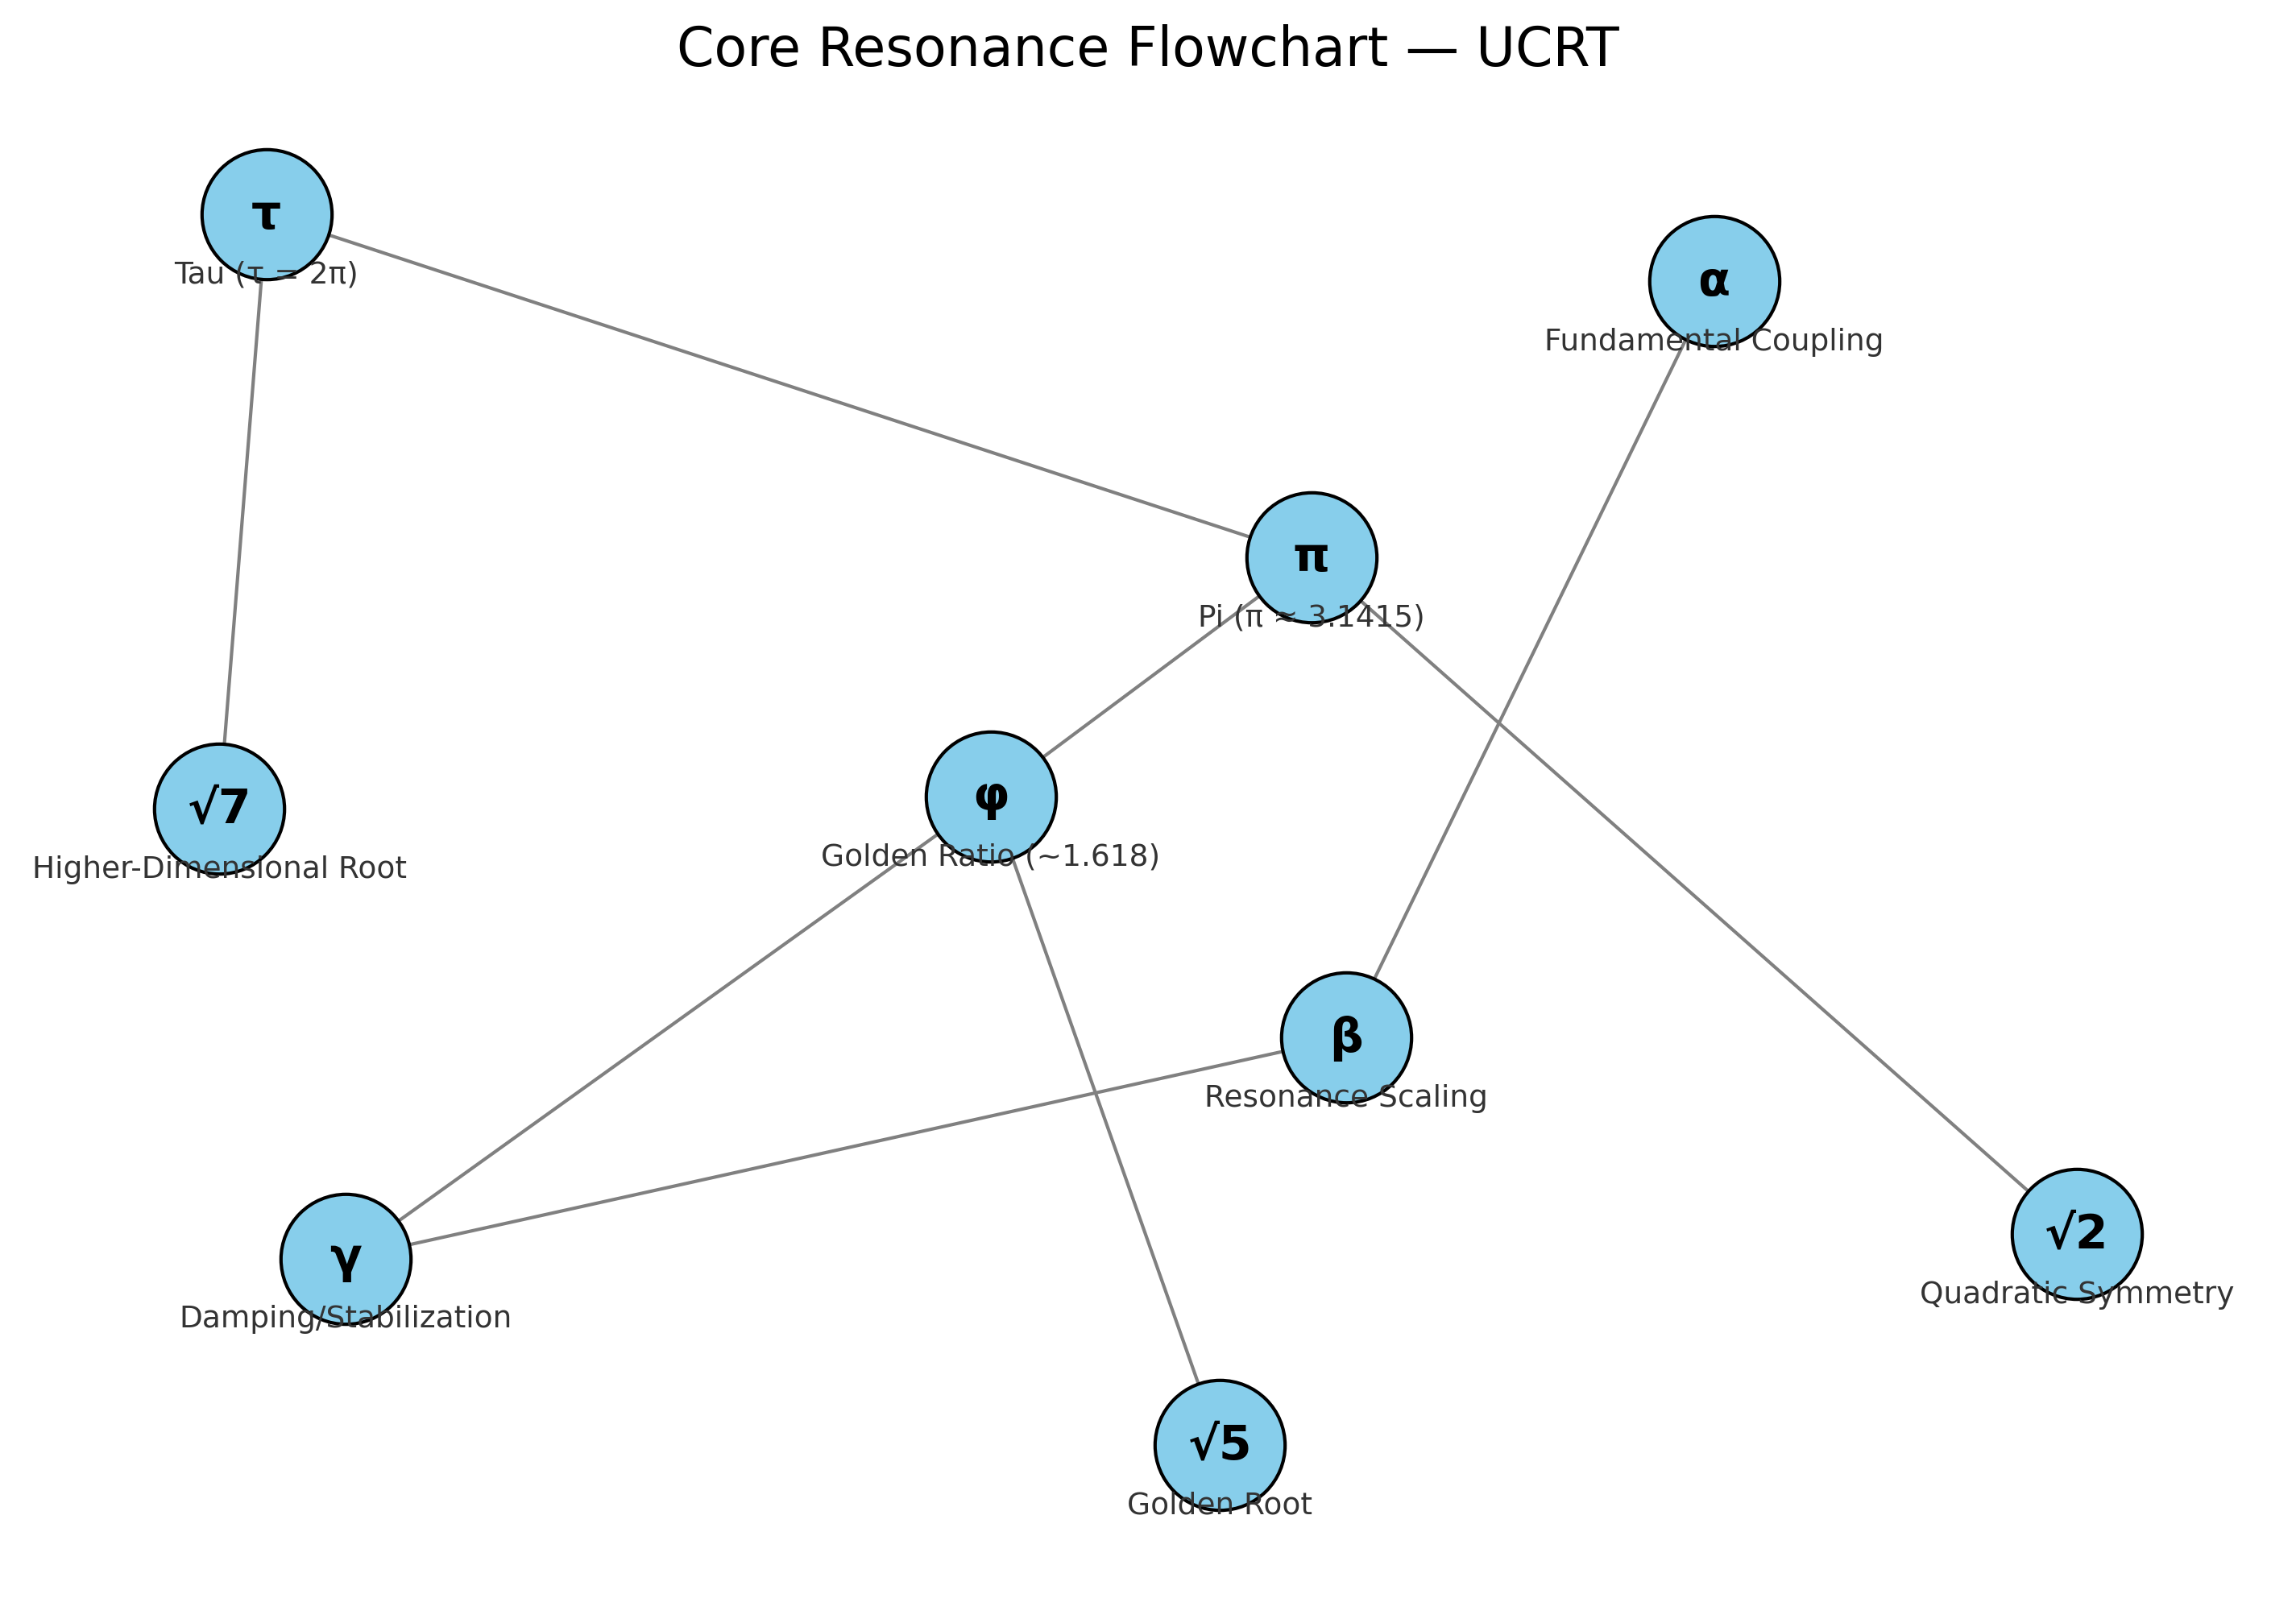 Core Resonance Flowchart — UCRT
τ
Tau (τ = 2π)
α
Fundamental Coupling
π
Pi (π ≈ 3.1415)
φ
Golden Ratio (~1.618)
√7
Higher-Dimensional Root
β
Resonance Scaling
γ
Damping/Stabilization
√2
Quadratic Symmetry
√5
Golden Root